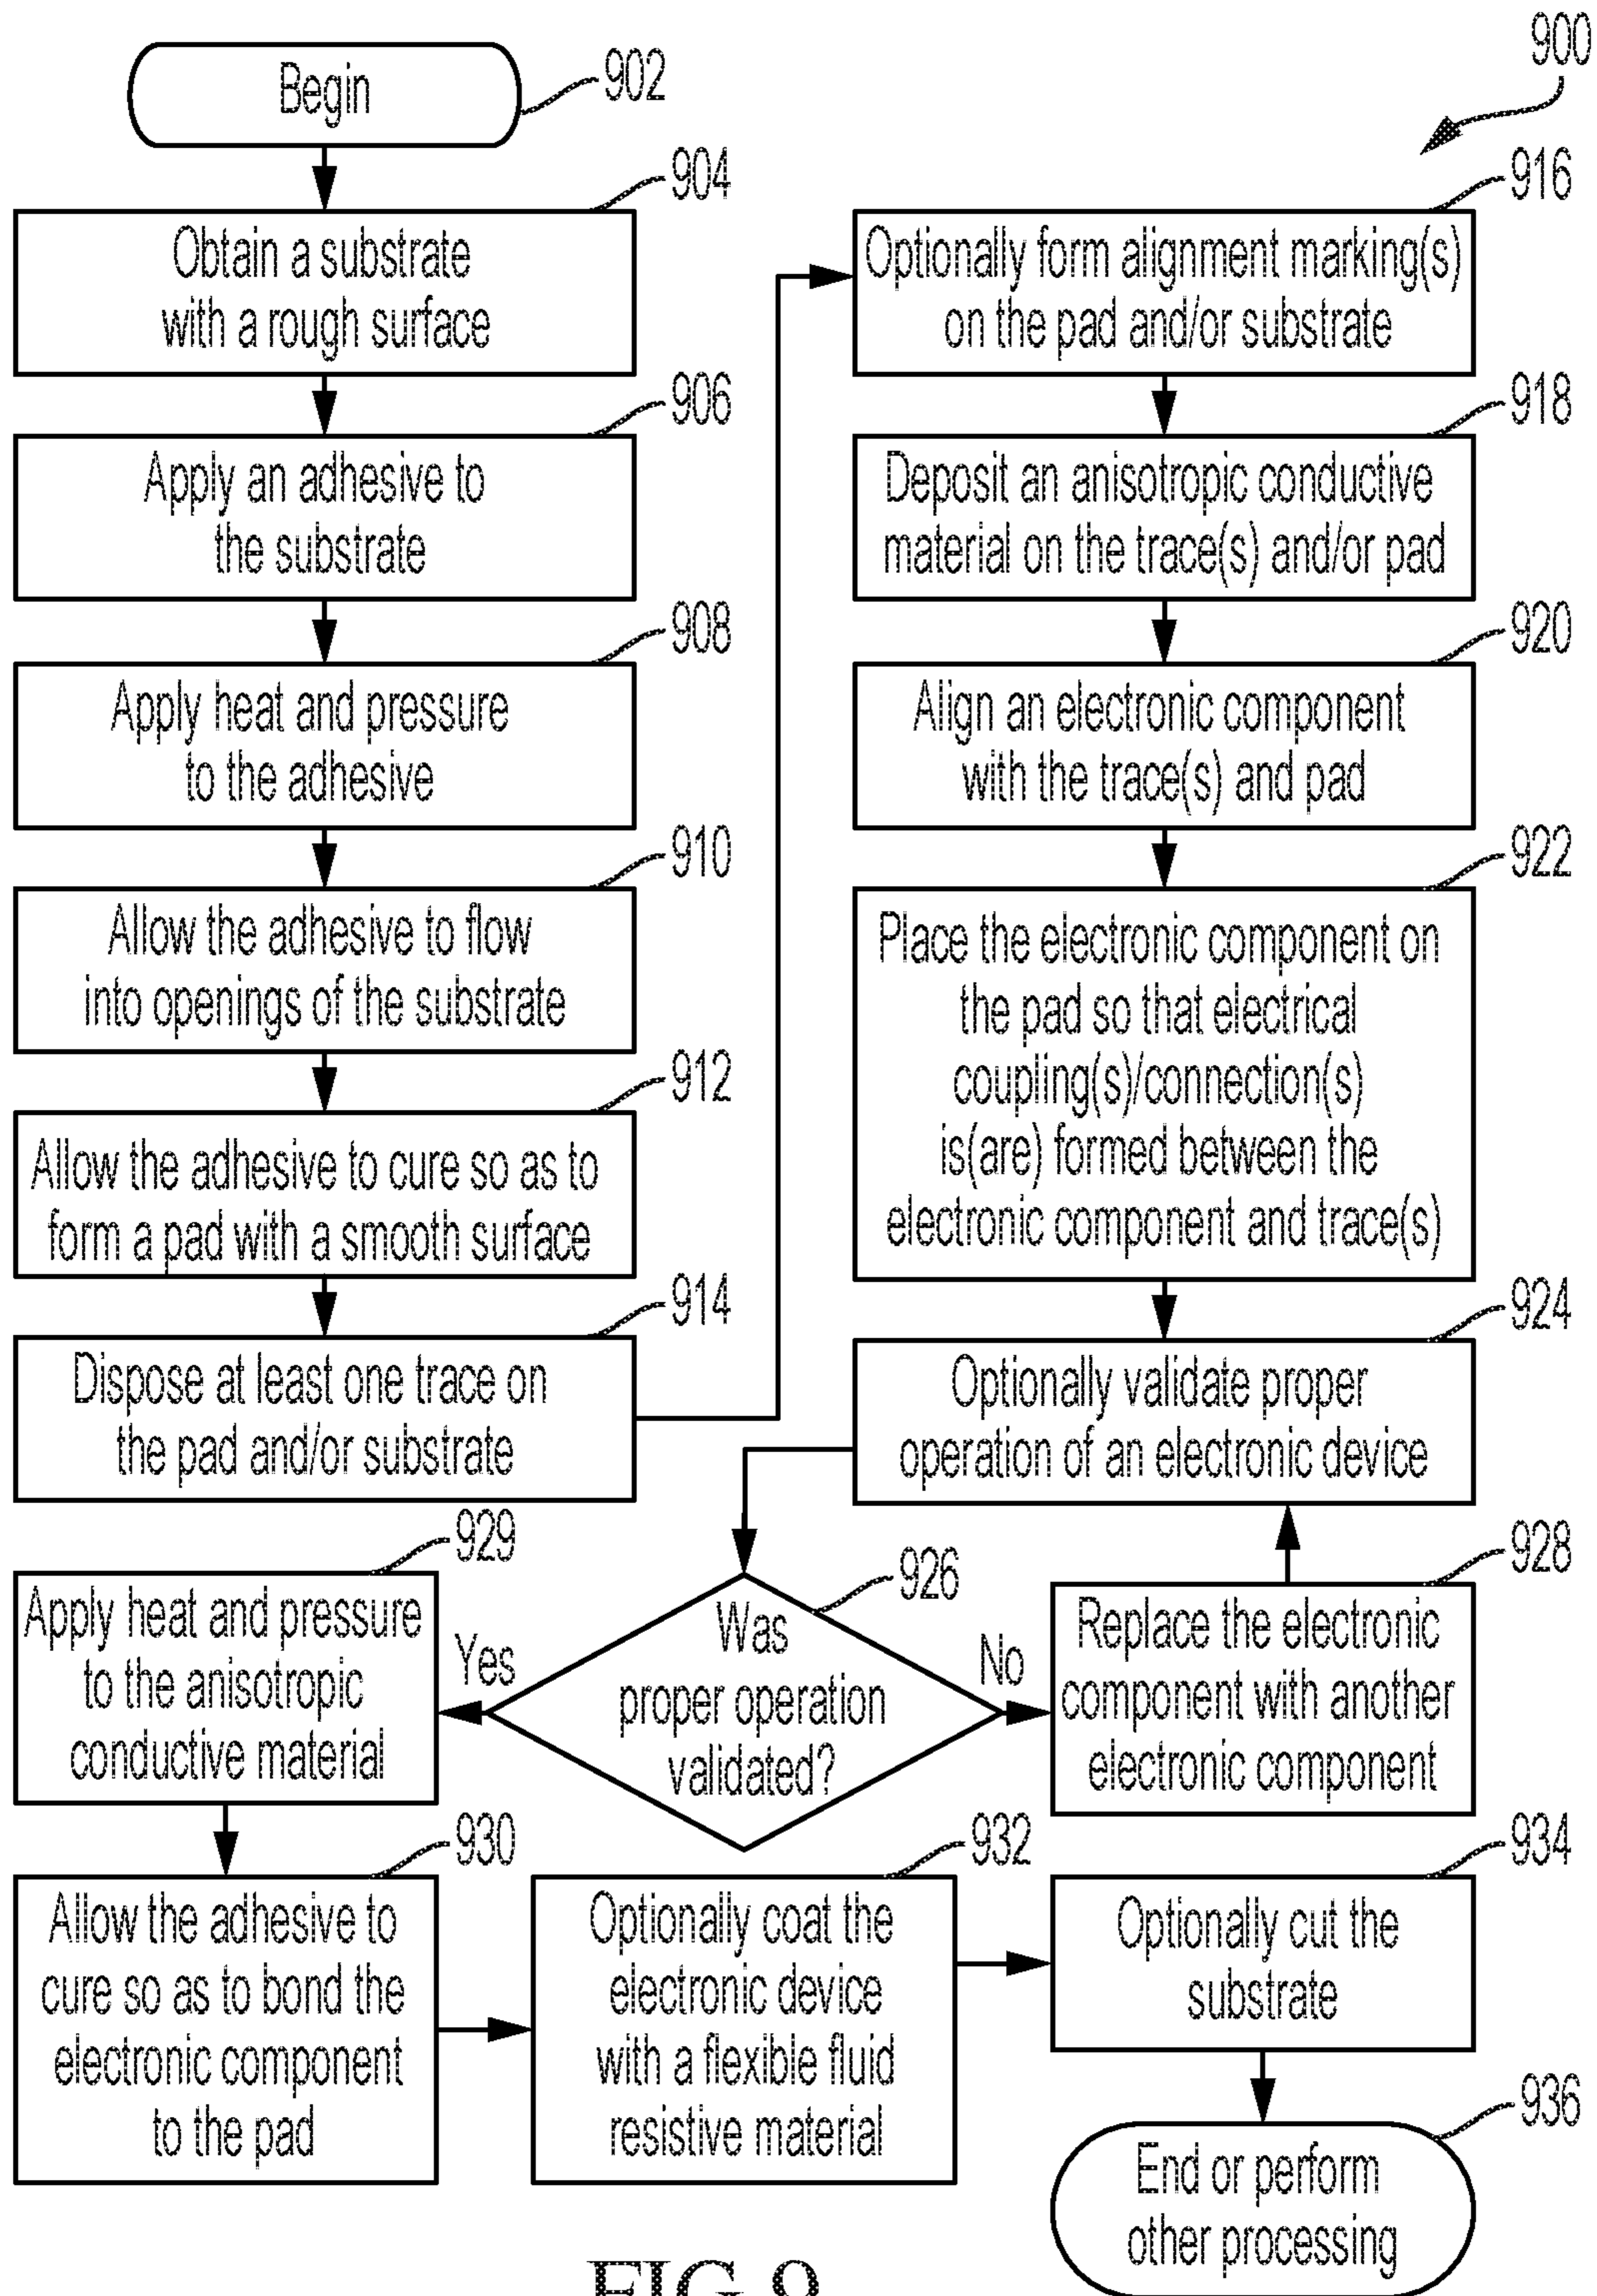 900
Begin
902
904
Obtain a substrate
with a rough surface
906
Apply an adhesive to
the substrate
908
Apply heat and pressure
to the adhesive
910
Allow the adhesive to flow
into openings of the substrate
912
Allow the adhesive to cure so as to
form a pad with a smooth surface
914
Dispose at least one trace on
the pad and/or substrate
916
Optionally form alignment marking(s)
on the pad and/or substrate
918
Deposit an anisotropic conductive
material on the trace(s) and/or pad
920
Align an electronic component
with the trace(s) and pad
922
Place the electronic component on
the pad so that electrical
coupling(s)/connection(s)
is(are) formed between the
electronic component and trace(s)
924
Optionally validate proper
operation of an electronic device
926
Was
proper operation
validated?
No
928
Replace the electronic
component with another
electronic component
Yes
929
Apply heat and pressure
to the anisotropic
conductive material
930
Allow the adhesive to
cure so as to bond the
electronic component
to the pad
932
Optionally coat the
electronic device
with a flexible fluid
resistive material
934
Optionally cut the
substrate
936
End or perform
other processing
FIG.9